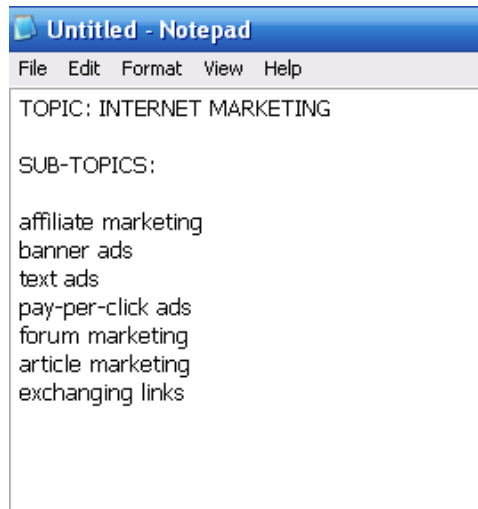 Untitled - Notepad
File Edit Format View Help
TOPIC: INTERNET MARKETING
SUB-TOPICS:
affiliate marketing
banner ads
text ads
pay-per-click ads
forum marketing
article marketing
exchanging links